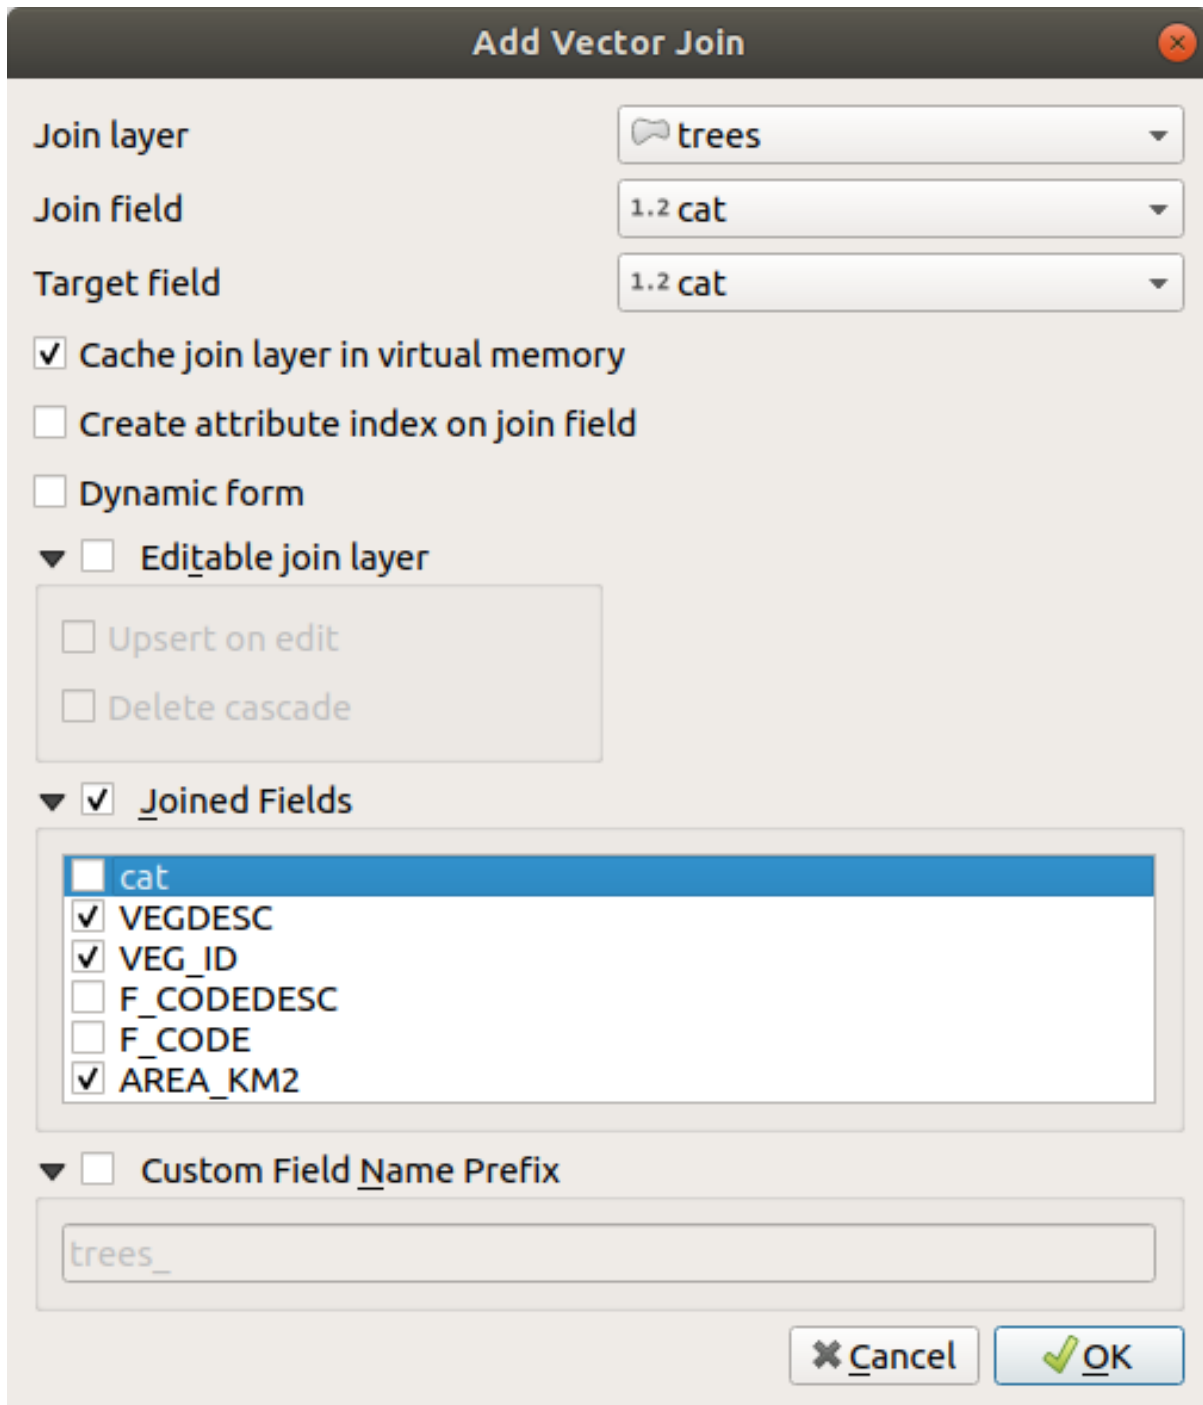 Add Vector Join
Join layer
trees
Join field
1.2 cat
Target field
1.2 cat
Cache join layer in virtual memory
Create attribute index on join field
Dynamic form
Editable join layer
Upsert on edit
Delete cascade
Joined Fields
cat
VEGDESC
VEG_ID
F_CODEDESC
F_CODE
AREA_KM2
Custom Field Name Prefix
trees_
Cancel
OK